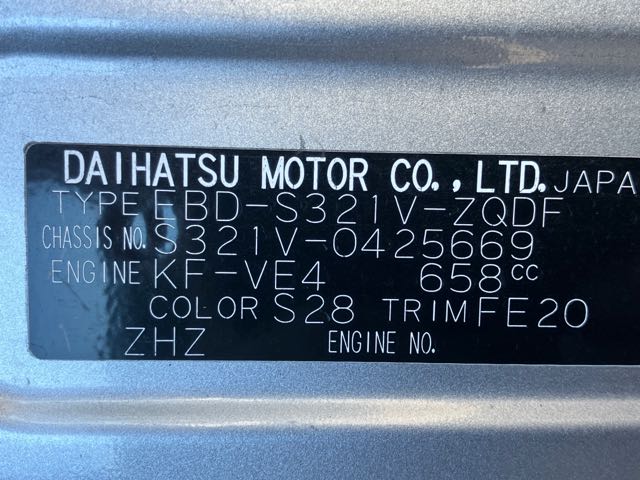 DAIHATSU MOTOR CO.,LTD. JAPA
TYPE EBD-S321V-ZQDF
CHASSIS NO. S321V-0425669
ENGINE KF-VE4 658cc
COLOR S28 TRIM FE20
ZHZ ENGINE NO.